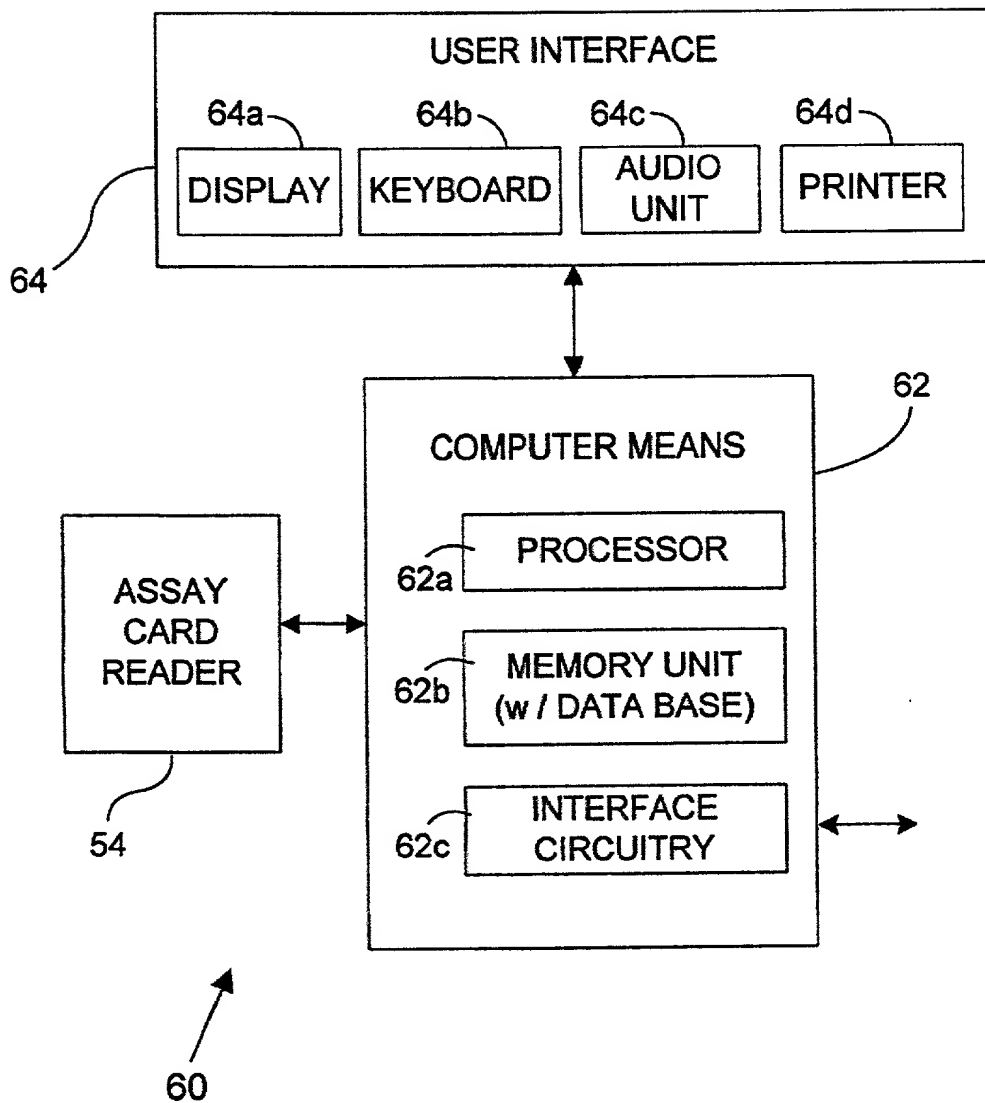 USER INTERFACE
64a
64b
64c
64d
DISPLAY
KEYBOARD
AUDIO
UNIT
PRINTER
64
62
COMPUTER MEANS
PROCESSOR
62a
ASSAY
CARD
READER
MEMORY UNIT
(w / DATA BASE)
62b
INTERFACE
CIRCUITRY
62c
54
60